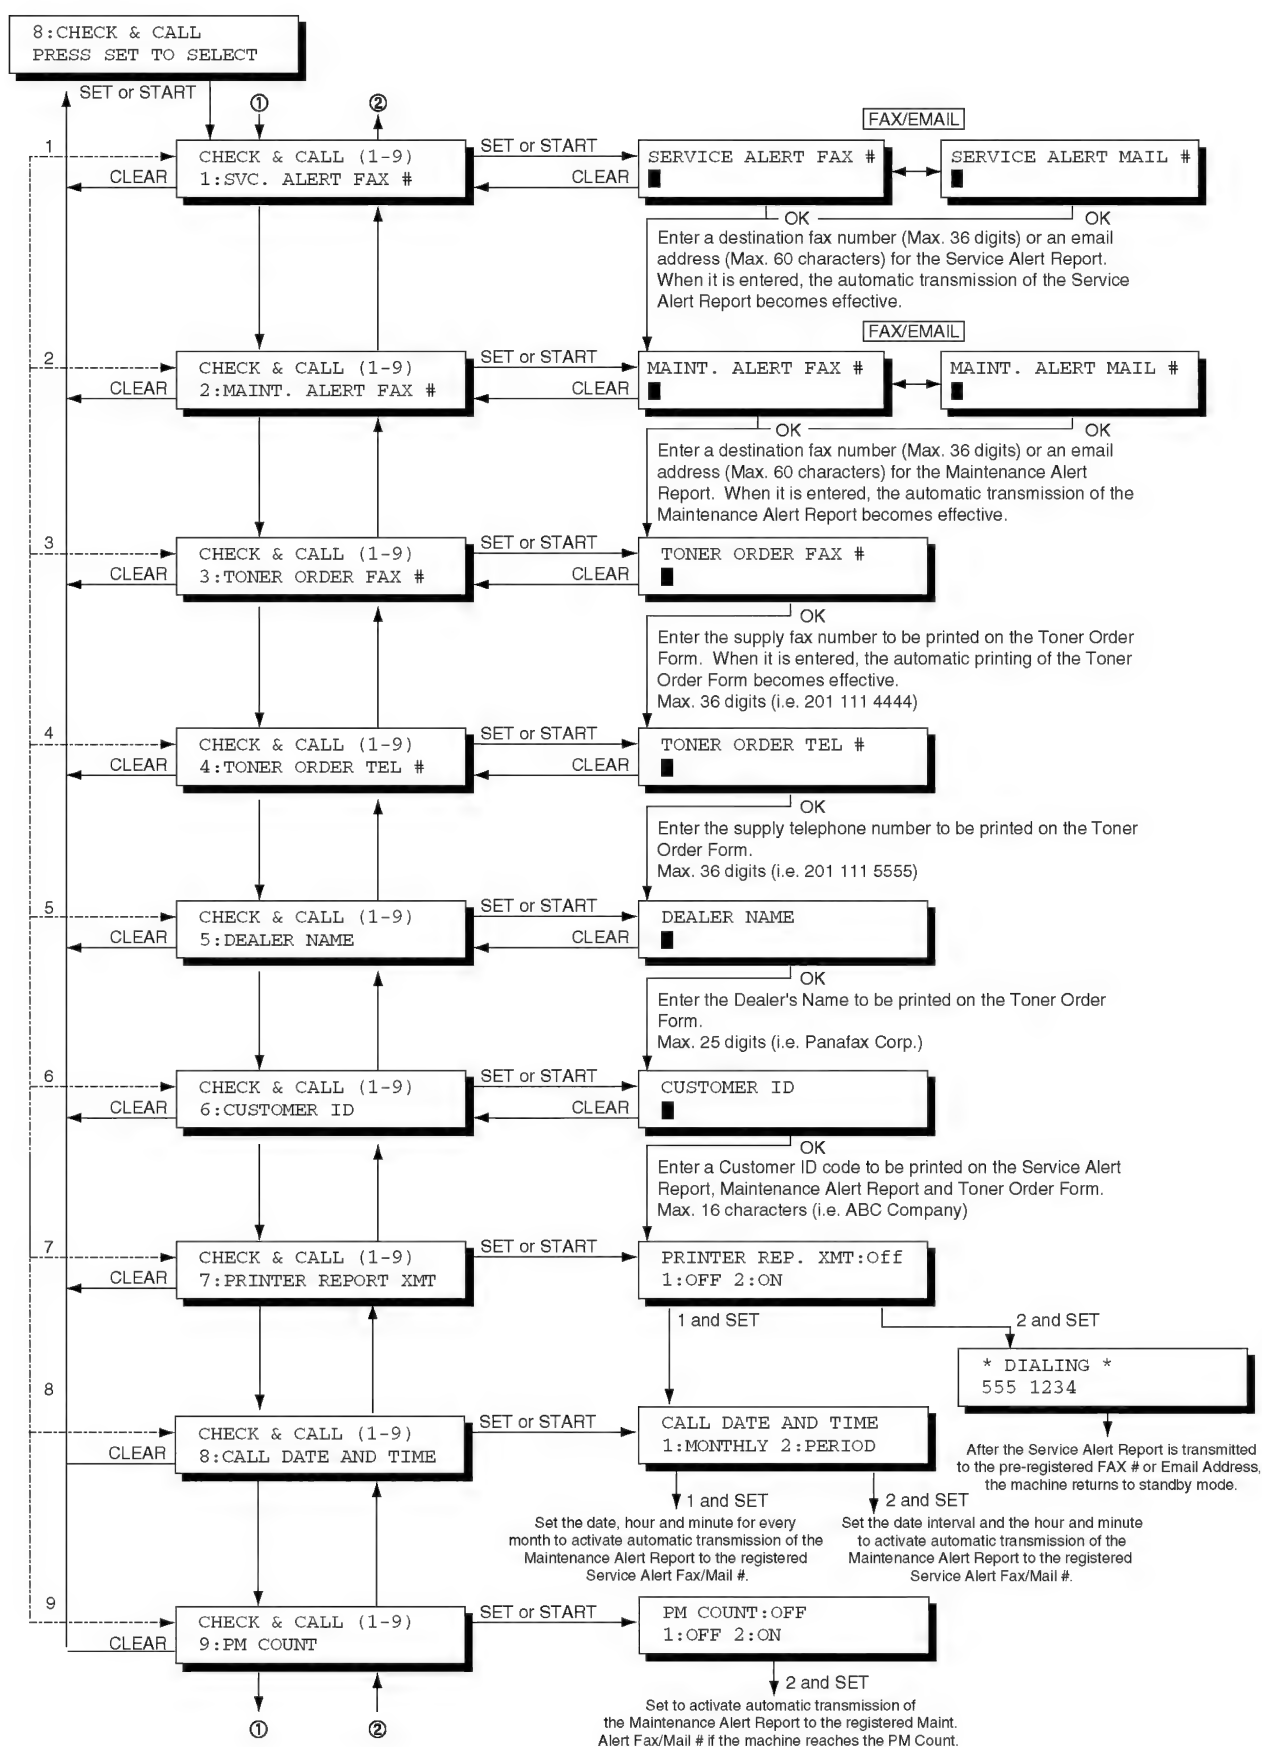 8:CHECK & CALL
PRESS SET TO SELECT
SET or START
① ②
FAX/EMAIL
1
CHECK & CALL (1-9)
1:SVC. ALERT FAX #
SET or START
CLEAR
CLEAR
SERVICE ALERT FAX #
SERVICE ALERT MAIL #
OK
OK
Enter a destination fax number (Max. 36 digits) or an email
address (Max. 60 characters) for the Service Alert Report.
When it is entered, the automatic transmission of the Service
Alert Report becomes effective.
FAX/EMAIL
2
CHECK & CALL (1-9)
2:MAINT. ALERT FAX #
SET or START
CLEAR
CLEAR
MAINT. ALERT FAX #
MAINT. ALERT MAIL #
OK
OK
Enter a destination fax number (Max. 36 digits) or an email
address (Max. 60 characters) for the Maintenance Alert
Report. When it is entered, the automatic transmission of the
Maintenance Alert Report becomes effective.
3
CHECK & CALL (1-9)
3:TONER ORDER FAX #
SET or START
CLEAR
CLEAR
TONER ORDER FAX #
OK
Enter the supply fax number to be printed on the Toner Order
Form. When it is entered, the automatic printing of the Toner
Order Form becomes effective.
Max. 36 digits (i.e. 201 111 4444)
4
CHECK & CALL (1-9)
4:TONER ORDER TEL #
SET or START
CLEAR
CLEAR
TONER ORDER TEL #
OK
Enter the supply telephone number to be printed on the Toner
Order Form.
Max. 36 digits (i.e. 201 111 5555)
5
CHECK & CALL (1-9)
5:DEALER NAME
SET or START
CLEAR
CLEAR
DEALER NAME
OK
Enter the Dealer's Name to be printed on the Toner Order
Form.
Max. 25 digits (i.e. Panafax Corp.)
6
CHECK & CALL (1-9)
6:CUSTOMER ID
SET or START
CLEAR
CLEAR
CUSTOMER ID
OK
Enter a Customer ID code to be printed on the Service Alert
Report, Maintenance Alert Report and Toner Order Form.
Max. 16 characters (i.e. ABC Company)
7
CHECK & CALL (1-9)
7:PRINTER REPORT XMT
SET or START
CLEAR
PRINTER REP. XMT:Off
1:OFF 2:ON
1 and SET
2 and SET
* DIALING *
555 1234
After the Service Alert Report is transmitted
to the pre-registered FAX # or Email Address,
the machine returns to standby mode.
8
CHECK & CALL (1-9)
8:CALL DATE AND TIME
SET or START
CLEAR
CALL DATE AND TIME
1:MONTHLY 2:PERIOD
1 and SET
Set the date, hour and minute for every
month to activate automatic transmission of the
Maintenance Alert Report to the registered
Service Alert Fax/Mail #.
2 and SET
Set the date interval and the hour and minute
to activate automatic transmission of the
Maintenance Alert Report to the registered
Service Alert Fax/Mail #.
9
CHECK & CALL (1-9)
9:PM COUNT
SET or START
CLEAR
PM COUNT:OFF
1:OFF 2:ON
2 and SET
Set to activate automatic transmission of
the Maintenance Alert Report to the registered Maint.
Alert Fax/Mail # if the machine reaches the PM Count.
① ②